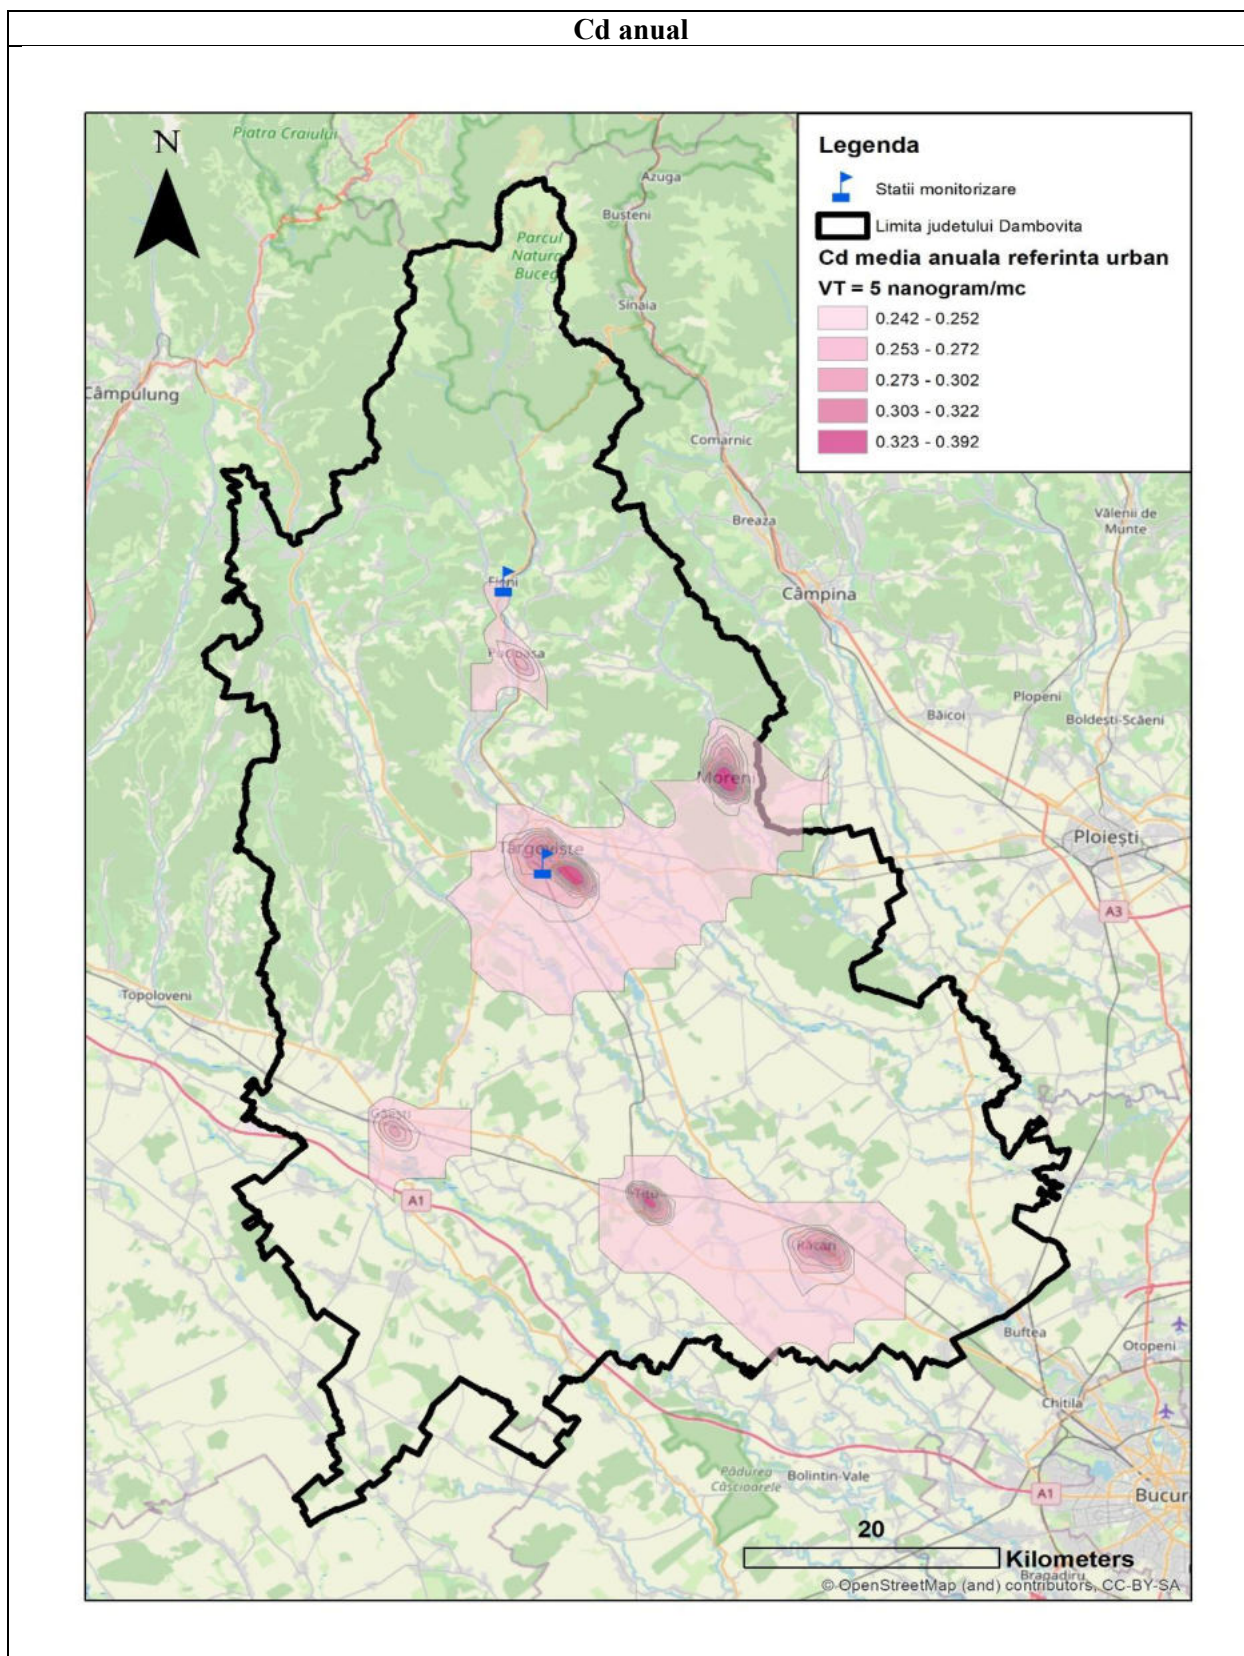 Cd anual
N
Piatra Craiului
Azuga
Bușteni
Parcul
Natura
Buceg
Sinaia
Câmpulung
Comarnic
Breaza
Vălenii de
Munte
Câmpina
Fieni
Pucioasa
Plopeni
Băicoi
Boldești-Scăeni
Moreni
Ploiești
Târgoviște
A3
Topoloveni
Găești
A1
Titu
Răcari
Buftea
Otopeni
Chitila
Pădurea
Căscioarele
Bolintin-Vale
A1
Bucur
Bragadiru
Legenda
Statii monitorizare
Limita judetului Dambovita
Cd media anuala referinta urban
VT = 5 nanogram/mc
0.242 - 0.252
0.253 - 0.272
0.273 - 0.302
0.303 - 0.322
0.323 - 0.392
20
Kilometers
© OpenStreetMap (and) contributors, CC-BY-SA